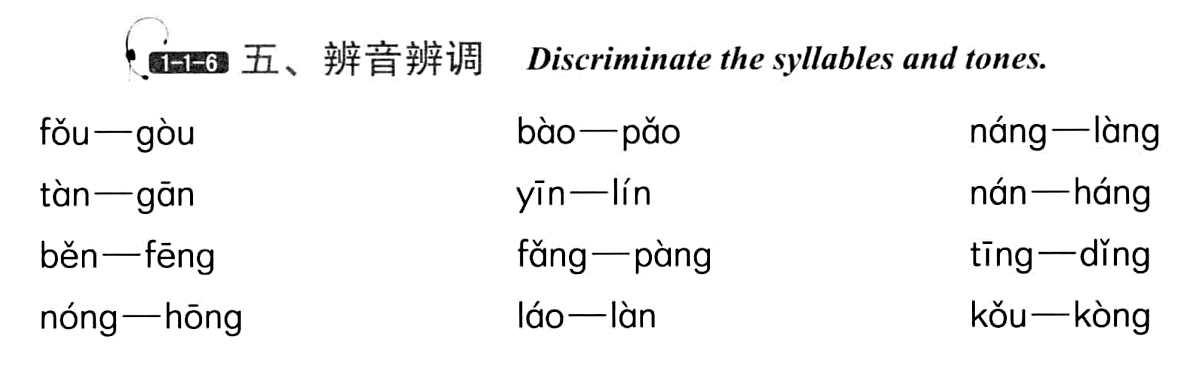 1-1-6 五、辨音辨调 Discriminate the syllables and tones.
fǒu—gòu bào—pǎo náng—làng
tàn—gān yīn—lín nán—háng
běn—fēng fǎng—pàng tīng—dǐng
nóng—hōng láo—làn kǒu—kòng